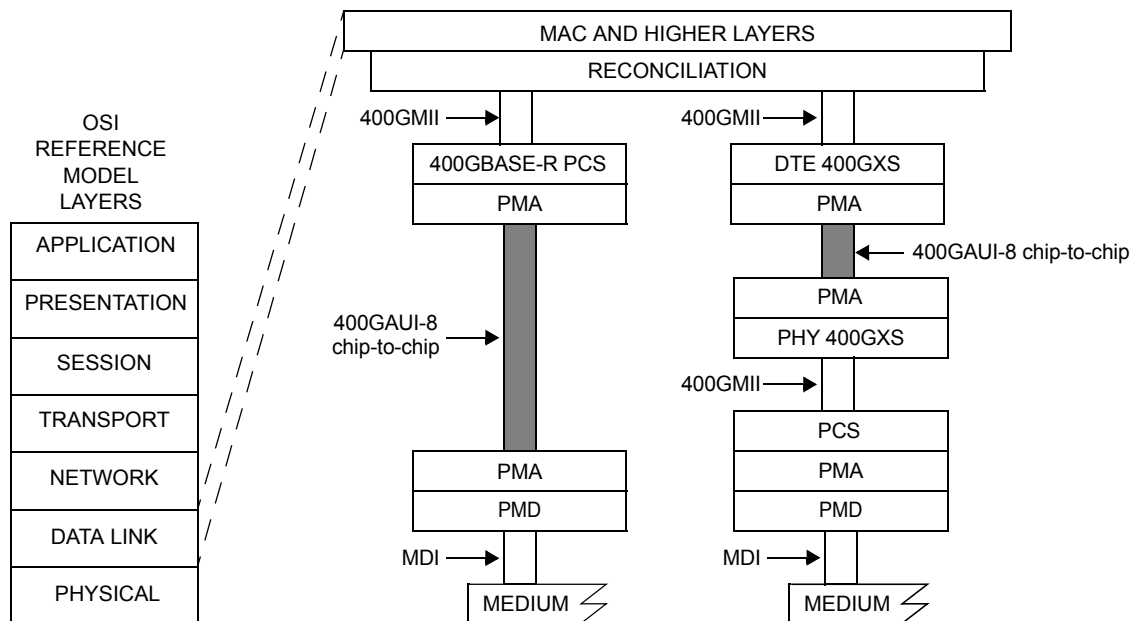 MAC AND HIGHER LAYERS
RECONCILIATION
OSI
REFERENCE
MODEL
LAYERS
APPLICATION
PRESENTATION
SESSION
TRANSPORT
NETWORK
DATA LINK
PHYSICAL
400GMII
400GBASE-R PCS
PMA
400GAUI-8
chip-to-chip
PMA
PMD
MDI
MEDIUM
400GMII
DTE 400GXS
PMA
400GAUI-8 chip-to-chip
PMA
PHY 400GXS
400GMII
PCS
PMA
PMD
MDI
MEDIUM